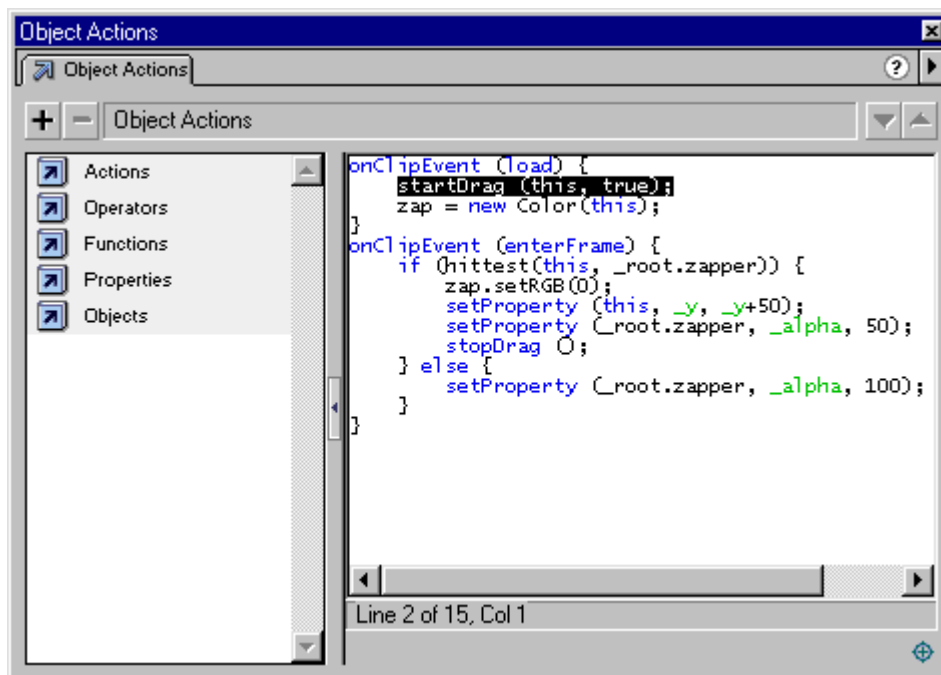 Object Actions
Object Actions
?
Object Actions
Actions
Operators
Functions
Properties
Objects
onClipEvent (load) {
    startDrag (this, true);
    zap = new Color(this);
}
onClipEvent (enterFrame) {
    if (hittest(this, _root.zapper)) {
        zap.setRGB(0);
        setProperty (this, _y, _y+50);
        setProperty (_root.zapper, _alpha, 50);
        stopDrag ();
    } else {
        setProperty (_root.zapper, _alpha, 100);
    }
}
Line 2 of 15, Col 1